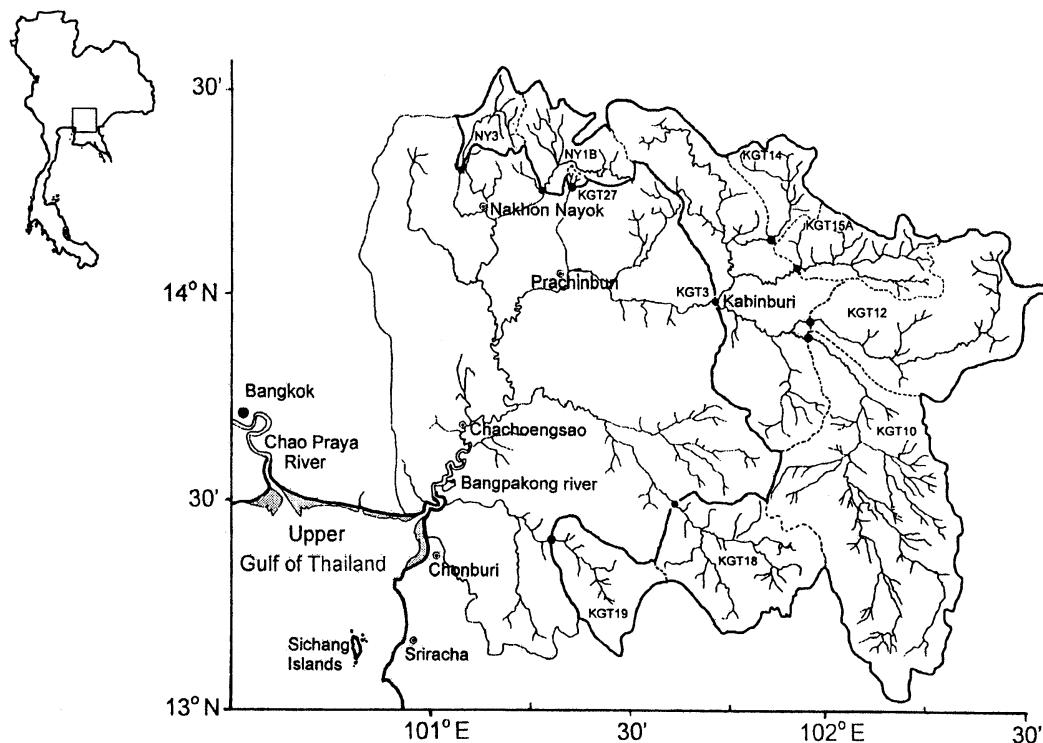 30'
NY3
NY1B
KGT14
KGT27
Nakhon Nayok
KGT15A
Prachinburi
14° N
KGT3
Kabinburi
KGT12
Bangkok
Chachoengsao
KGT10
Chao Praya
River
Bangpakong river
30'
Upper
Gulf of Thailand
Chonburi
KGT18
KGT19
Sichang
Islands
Sriracha
13° N
101° E
30'
102° E
30'